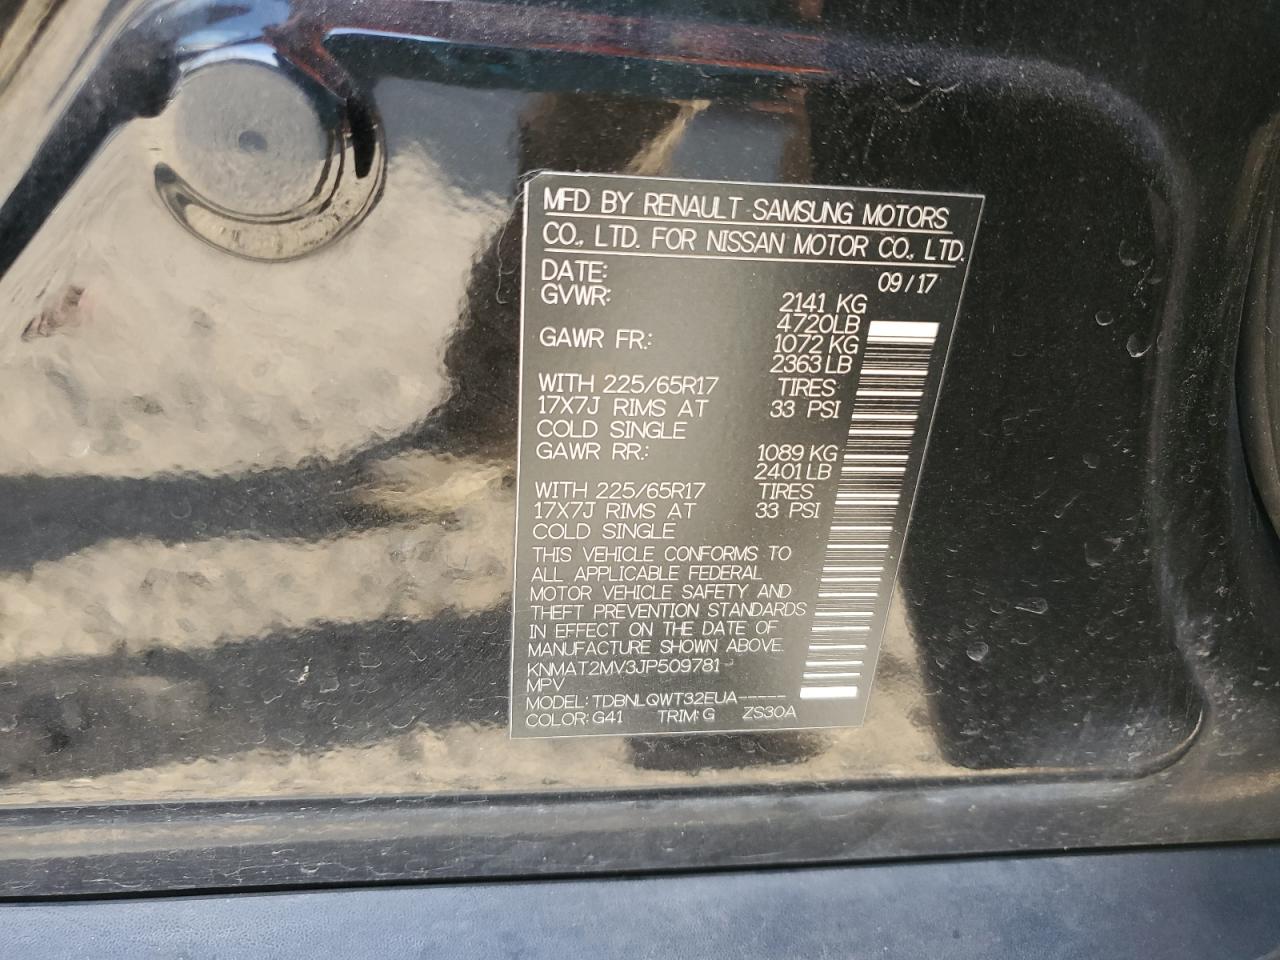 MFD BY RENAULT SAMSUNG MOTORS
CO., LTD. FOR NISSAN MOTOR CO., LTD.
DATE: 09/17
GVWR: 2141 KG
4720LB
GAWR FR.: 1072 KG
2363 LB
WITH 225/65R17 TIRES
17X7J RIMS AT 33 PSI
COLD SINGLE
GAWR RR.: 1089 KG
2401 LB
WITH 225/65R17 TIRES
17X7J RIMS AT 33 PSI
COLD SINGLE
THIS VEHICLE CONFORMS TO
ALL APPLICABLE FEDERAL
MOTOR VEHICLE SAFETY AND
THEFT PREVENTION STANDARDS
IN EFFECT ON THE DATE OF
MANUFACTURE SHOWN ABOVE.
KNMAT2MV3JP509781
MPV
MODEL: TDBNLQWT32EUA-----
COLOR: G41 TRIM: G ZS30A